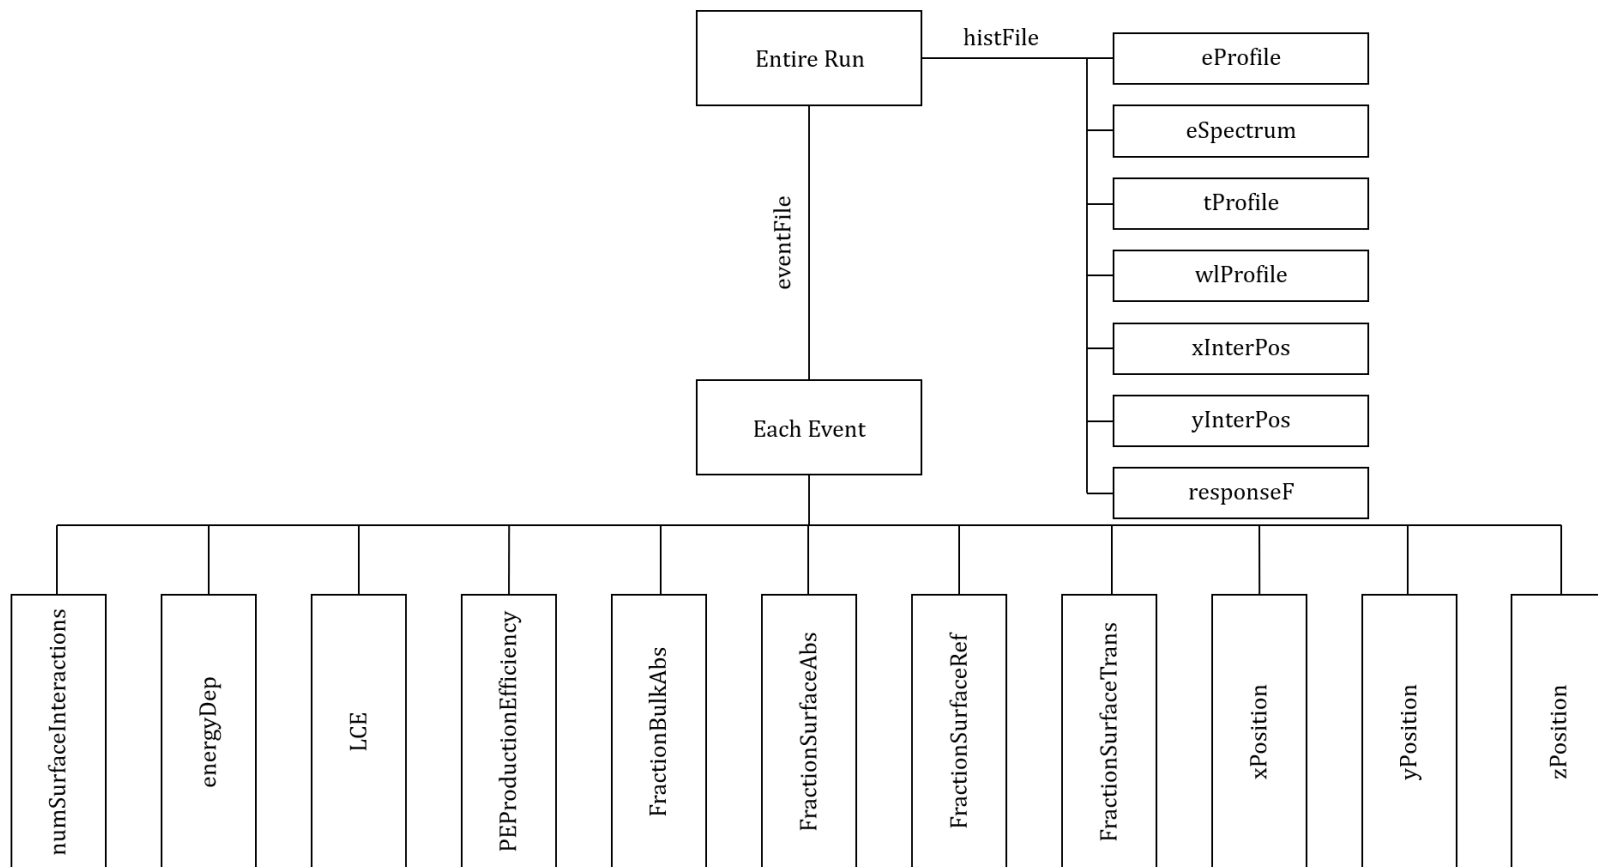 histFile
Entire Run
eProfile
eSpectrum
tProfile
eventFile
wlProfile
xInterPos
yInterPos
Each Event
responseF
numSurfaceInteractions
energyDep
LCE
PEProductionEfficiency
FractionBulkAbs
FractionSurfaceAbs
FractionSurfaceRef
FractionSurfaceTrans
xPosition
yPosition
zPosition